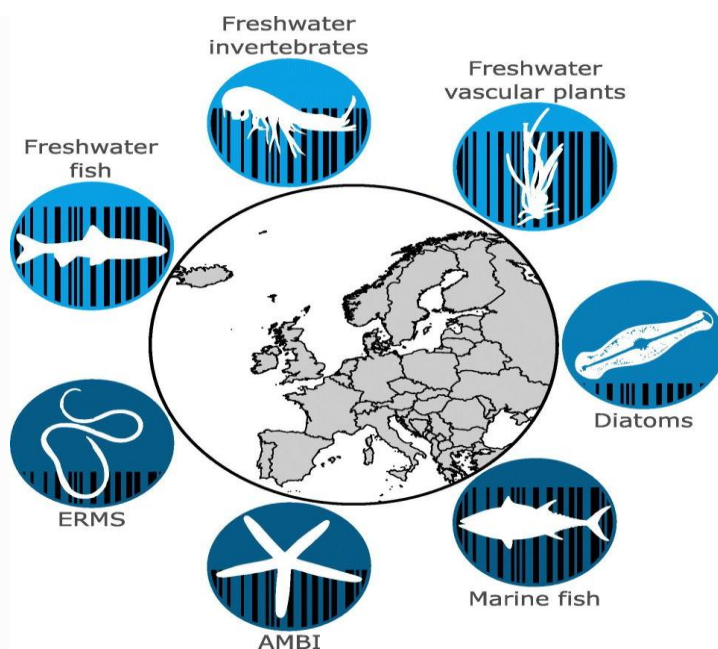 Freshwater
invertebrates
Freshwater
vascular plants
Freshwater
fish
Diatoms
ERMS
Marine fish
AMBI